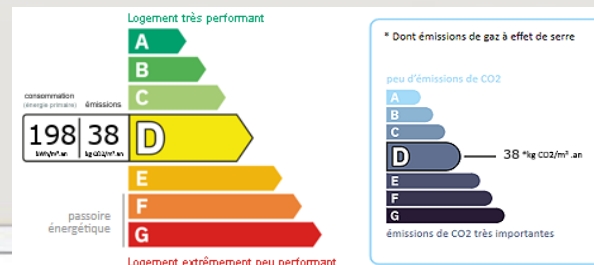 Logement très performant
A
B
C
consommation
(énergie primaire)
émissions
198
kWh/m².an
38
kg CO2/m².an
D
E
F
G
passoire
énergétique
Logement extrêmement peu performant
* Dont émissions de gaz à effet de serre
peu d'émissions de CO2
A
B
C
D
38 *kg CO2/m² .an
E
F
G
émissions de CO2 très importantes